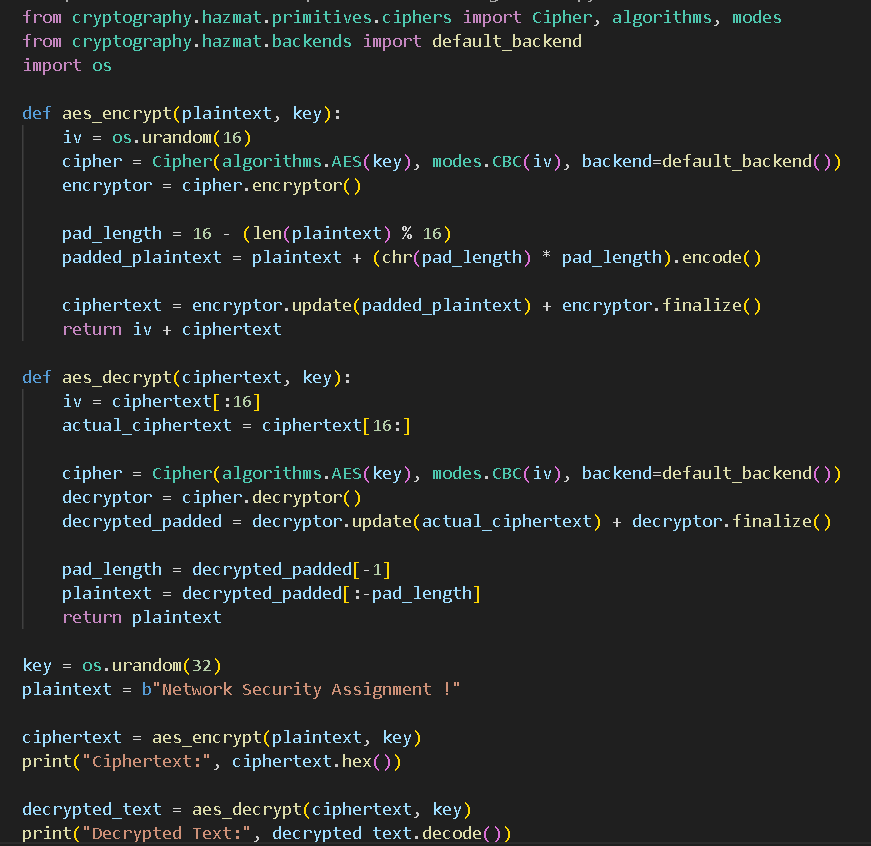 from cryptography.hazmat.primitives.ciphers import Cipher, algorithms, modes
from cryptography.hazmat.backends import default_backend
import os

def aes_encrypt(plaintext, key):
    iv = os.urandom(16)
    cipher = Cipher(algorithms.AES(key), modes.CBC(iv), backend=default_backend())
    encryptor = cipher.encryptor()

    pad_length = 16 - (len(plaintext) % 16)
    padded_plaintext = plaintext + (chr(pad_length) * pad_length).encode()

    ciphertext = encryptor.update(padded_plaintext) + encryptor.finalize()
    return iv + ciphertext

def aes_decrypt(ciphertext, key):
    iv = ciphertext[:16]
    actual_ciphertext = ciphertext[16:]

    cipher = Cipher(algorithms.AES(key), modes.CBC(iv), backend=default_backend())
    decryptor = cipher.decryptor()
    decrypted_padded = decryptor.update(actual_ciphertext) + decryptor.finalize()

    pad_length = decrypted_padded[-1]
    plaintext = decrypted_padded[:-pad_length]
    return plaintext

key = os.urandom(32)
plaintext = b"Network Security Assignment !"

ciphertext = aes_encrypt(plaintext, key)
print("Ciphertext:", ciphertext.hex())

decrypted_text = aes_decrypt(ciphertext, key)
print("Decrypted Text:", decrypted_text.decode())